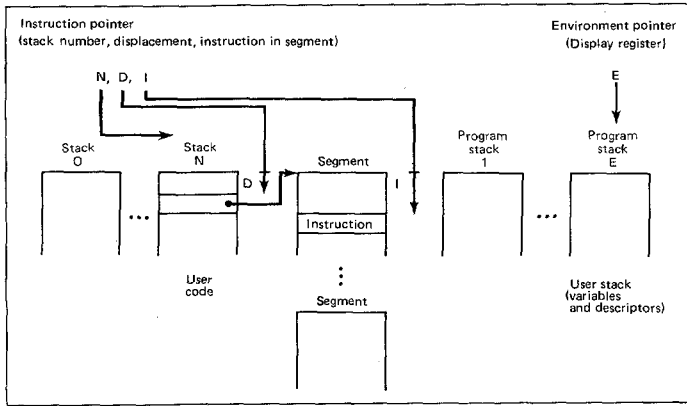 Instruction pointer
(stack number, displacement, instruction in segment)
Environment pointer
(Display register)
N, D, I
E
Stack
0
Stack
N
Segment
Program
stack
1
Program
stack
E
D
I
...
...
Instruction
User
code
Segment
User stack
(variables
and descriptors)